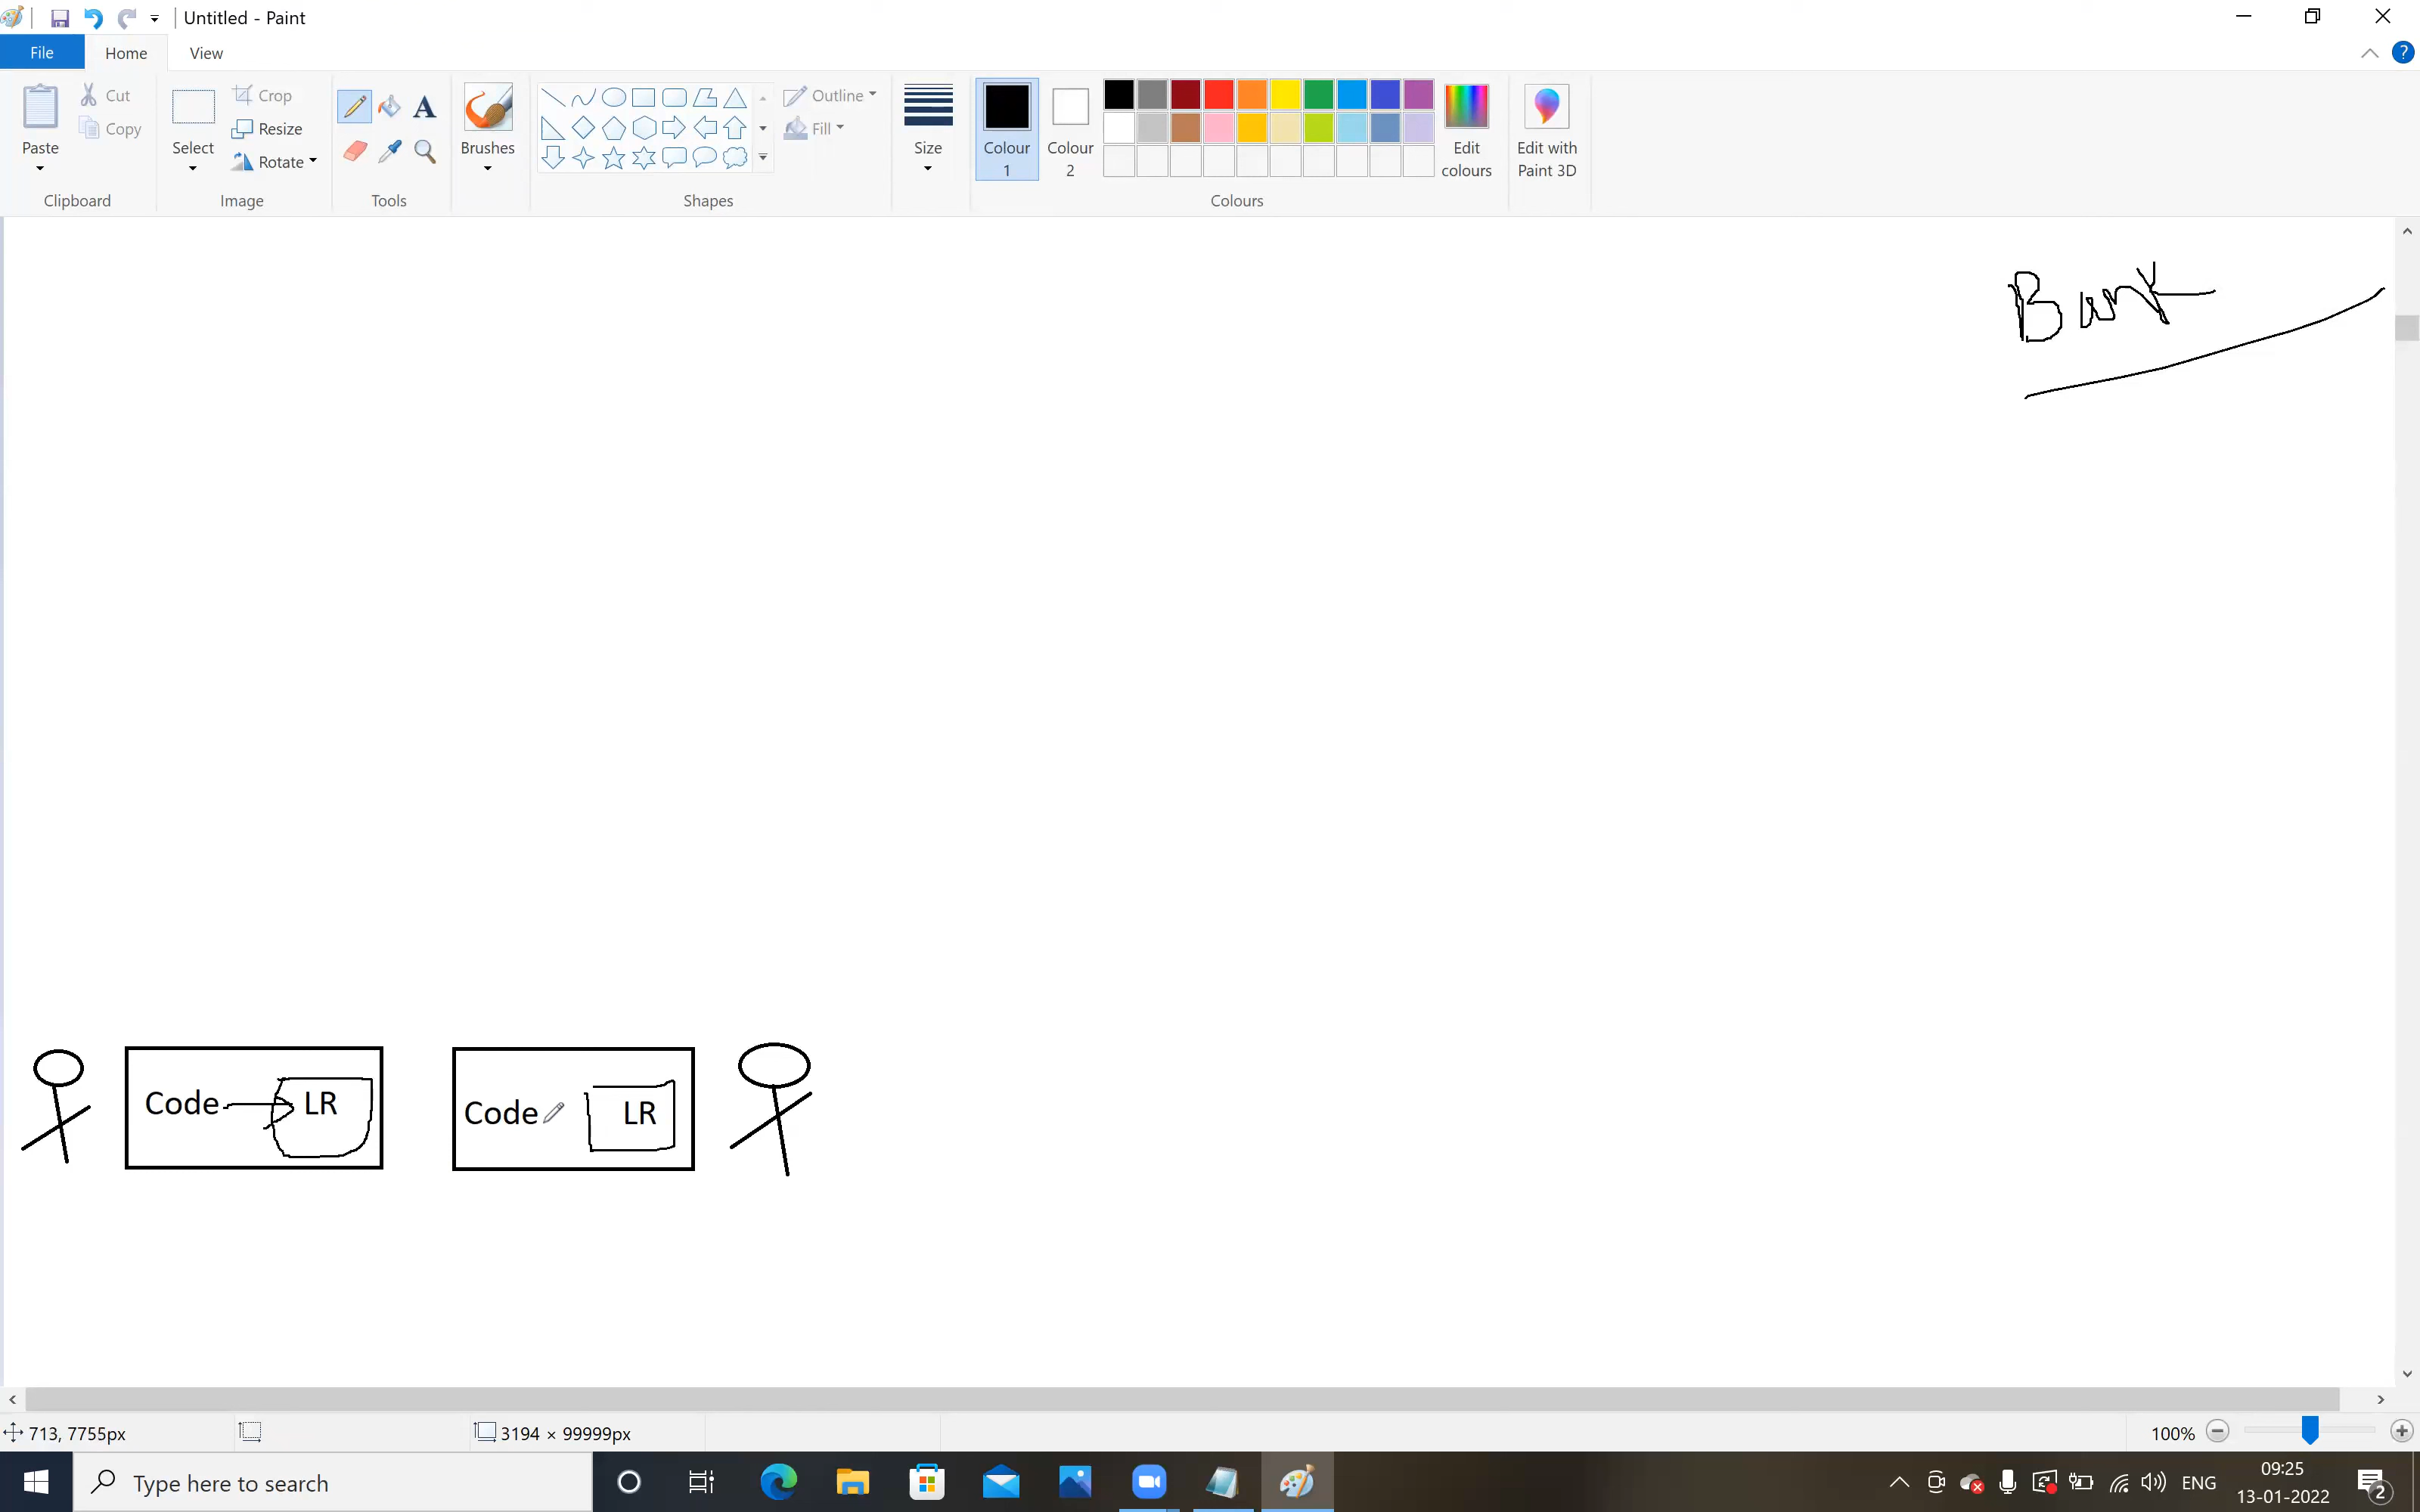 Untitled - Paint
File Home View
Paste
Cut
Copy
Clipboard
Select
Crop
Resize
Rotate
Image
Tools
Brushes
Shapes
Outline
Fill
Size
Colour 1
Colour 2
Colours
Edit colours
Edit with Paint 3D
Bank
Code LR
Code LR
713, 7755px
3194 × 99999px
100%
Type here to search
ENG
09:25
13-01-2022
2